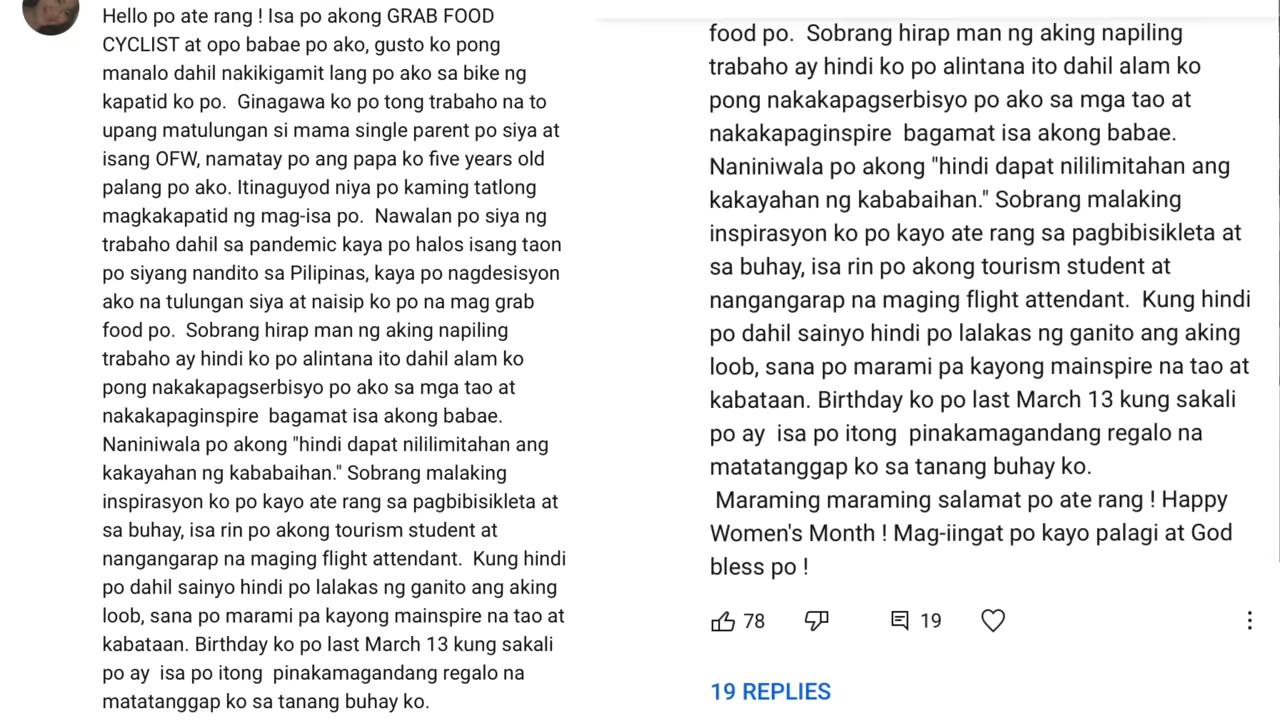 Hello po ate rang ! Isa po akong GRAB FOOD
CYCLIST at opo babae po ako, gusto ko pong
manalo dahil nakikigamit lang po ako sa bike ng
kapatid ko po.  Ginagawa ko po tong trabaho na to
upang matulungan si mama single parent po siya at
isang OFW, namatay po ang papa ko five years old
palang po ako. Itinaguyod niya po kaming tatlong
magkakapatid ng mag-isa po.  Nawalan po siya ng
trabaho dahil sa pandemic kaya po halos isang taon
po siyang nandito sa Pilipinas, kaya po nagdesisyon
ako na tulungan siya at naisip ko po na mag grab
food po.  Sobrang hirap man ng aking napiling
trabaho ay hindi ko po alintana ito dahil alam ko
pong nakakapagserbisyo po ako sa mga tao at
nakakapaginspire  bagamat isa akong babae.
Naniniwala po akong "hindi dapat nililimitahan ang
kakayahan ng kababaihan." Sobrang malaking
inspirasyon ko po kayo ate rang sa pagbibisikleta at
sa buhay, isa rin po akong tourism student at
nangangarap na maging flight attendant.  Kung hindi
po dahil sainyo hindi po lalakas ng ganito ang aking
loob, sana po marami pa kayong mainspire na tao at
kabataan. Birthday ko po last March 13 kung sakali
po ay  isa po itong  pinakamagandang regalo na
matatanggap ko sa tanang buhay ko.
food po.  Sobrang hirap man ng aking napiling
trabaho ay hindi ko po alintana ito dahil alam ko
pong nakakapagserbisyo po ako sa mga tao at
nakakapaginspire  bagamat isa akong babae.
Naniniwala po akong "hindi dapat nililimitahan ang
kakayahan ng kababaihan." Sobrang malaking
inspirasyon ko po kayo ate rang sa pagbibisikleta at
sa buhay, isa rin po akong tourism student at
nangangarap na maging flight attendant.  Kung hindi
po dahil sainyo hindi po lalakas ng ganito ang aking
loob, sana po marami pa kayong mainspire na tao at
kabataan. Birthday ko po last March 13 kung sakali
po ay  isa po itong  pinakamagandang regalo na
matatanggap ko sa tanang buhay ko.
Maraming maraming salamat po ate rang ! Happy
Women's Month ! Mag-iingat po kayo palagi at God
bless po !
78 19
19 REPLIES